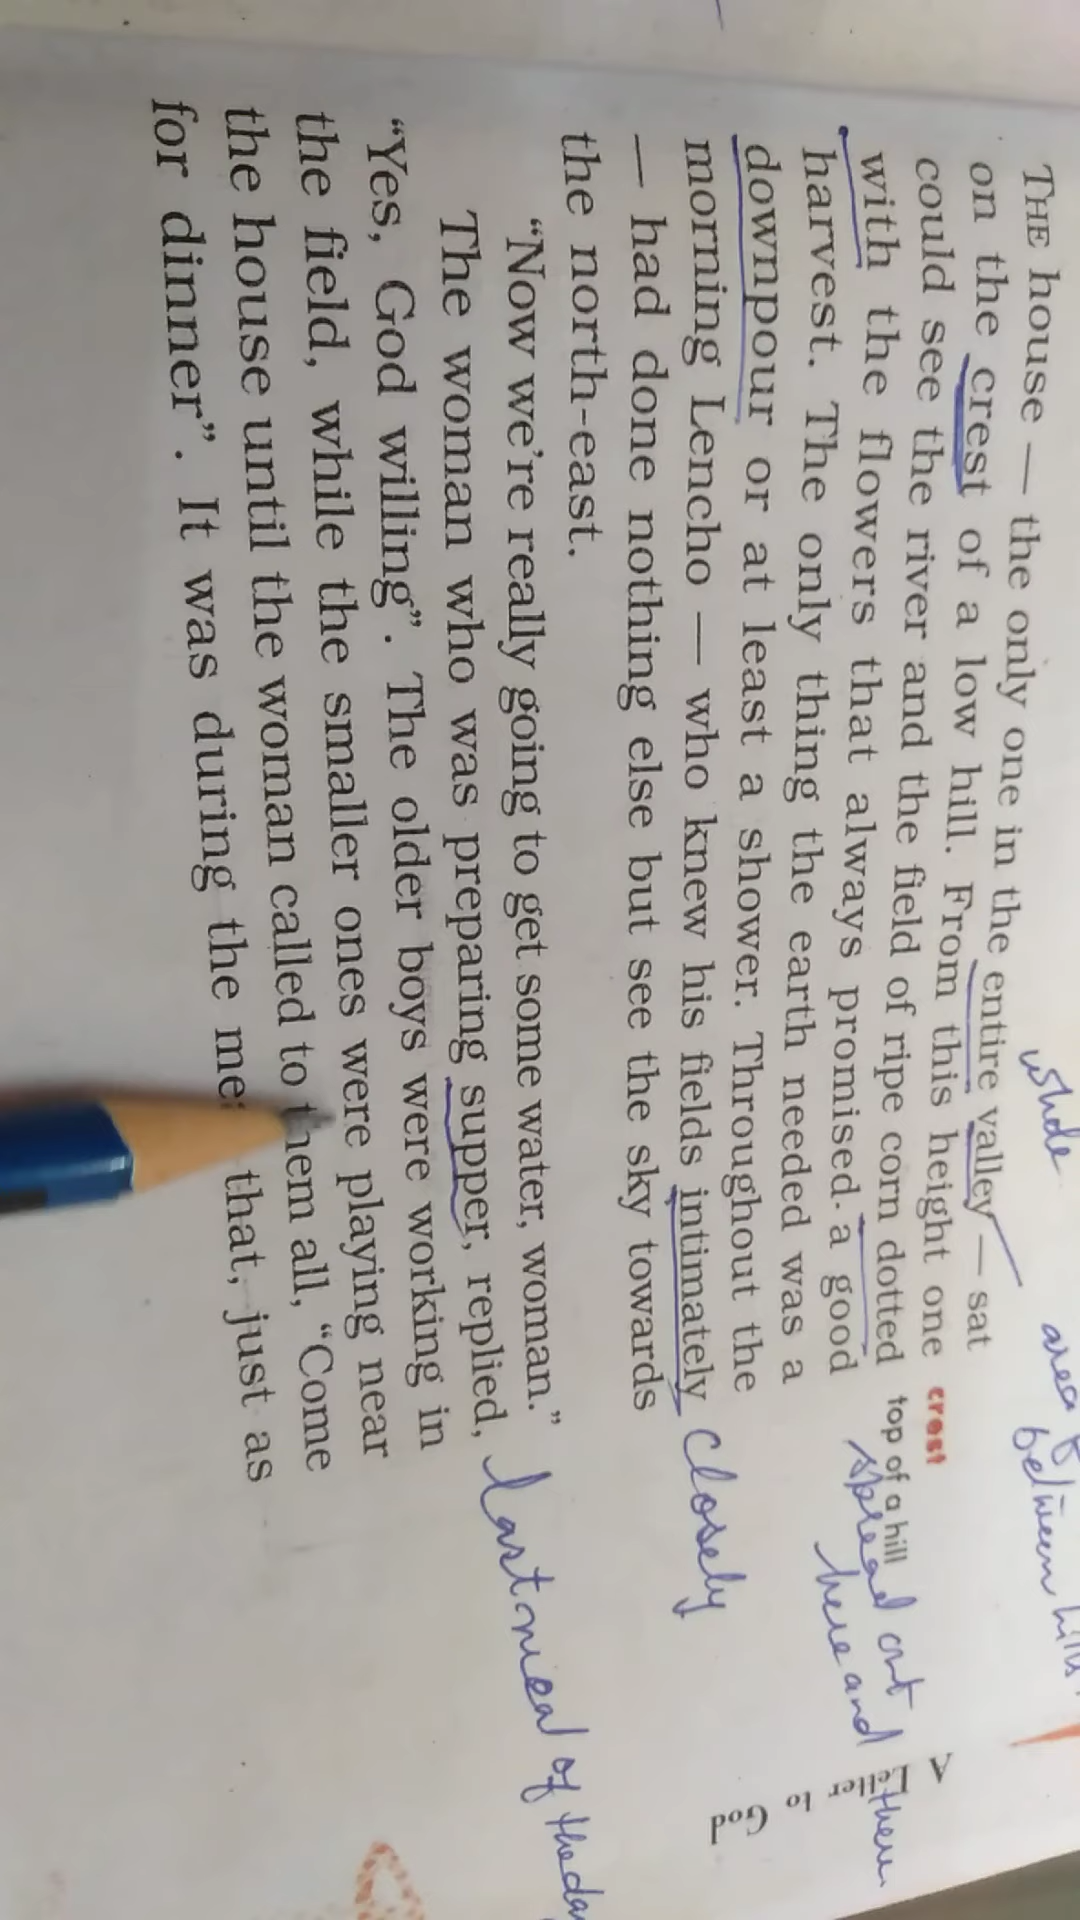 whole
area
between hills
THE house — the only one in the entire valley — sat
on the crest of a low hill. From this height one
could see the river and the field of ripe corn dotted
with the flowers that always promised a good
harvest. The only thing the earth needed was a
downpour or at least a shower. Throughout the
morning Lencho — who knew his fields intimately
— had done nothing else but see the sky towards
the north-east.
“Now we’re really going to get some water, woman.”
The woman who was preparing supper, replied,
“Yes, God willing”. The older boys were working in
the field, while the smaller ones were playing near
the house until the woman called to them all, “Come
for dinner”. It was during the that, just as
crest
top of a hill
spread out
here and there
closely
last meal of the day
A
Letter
to
God